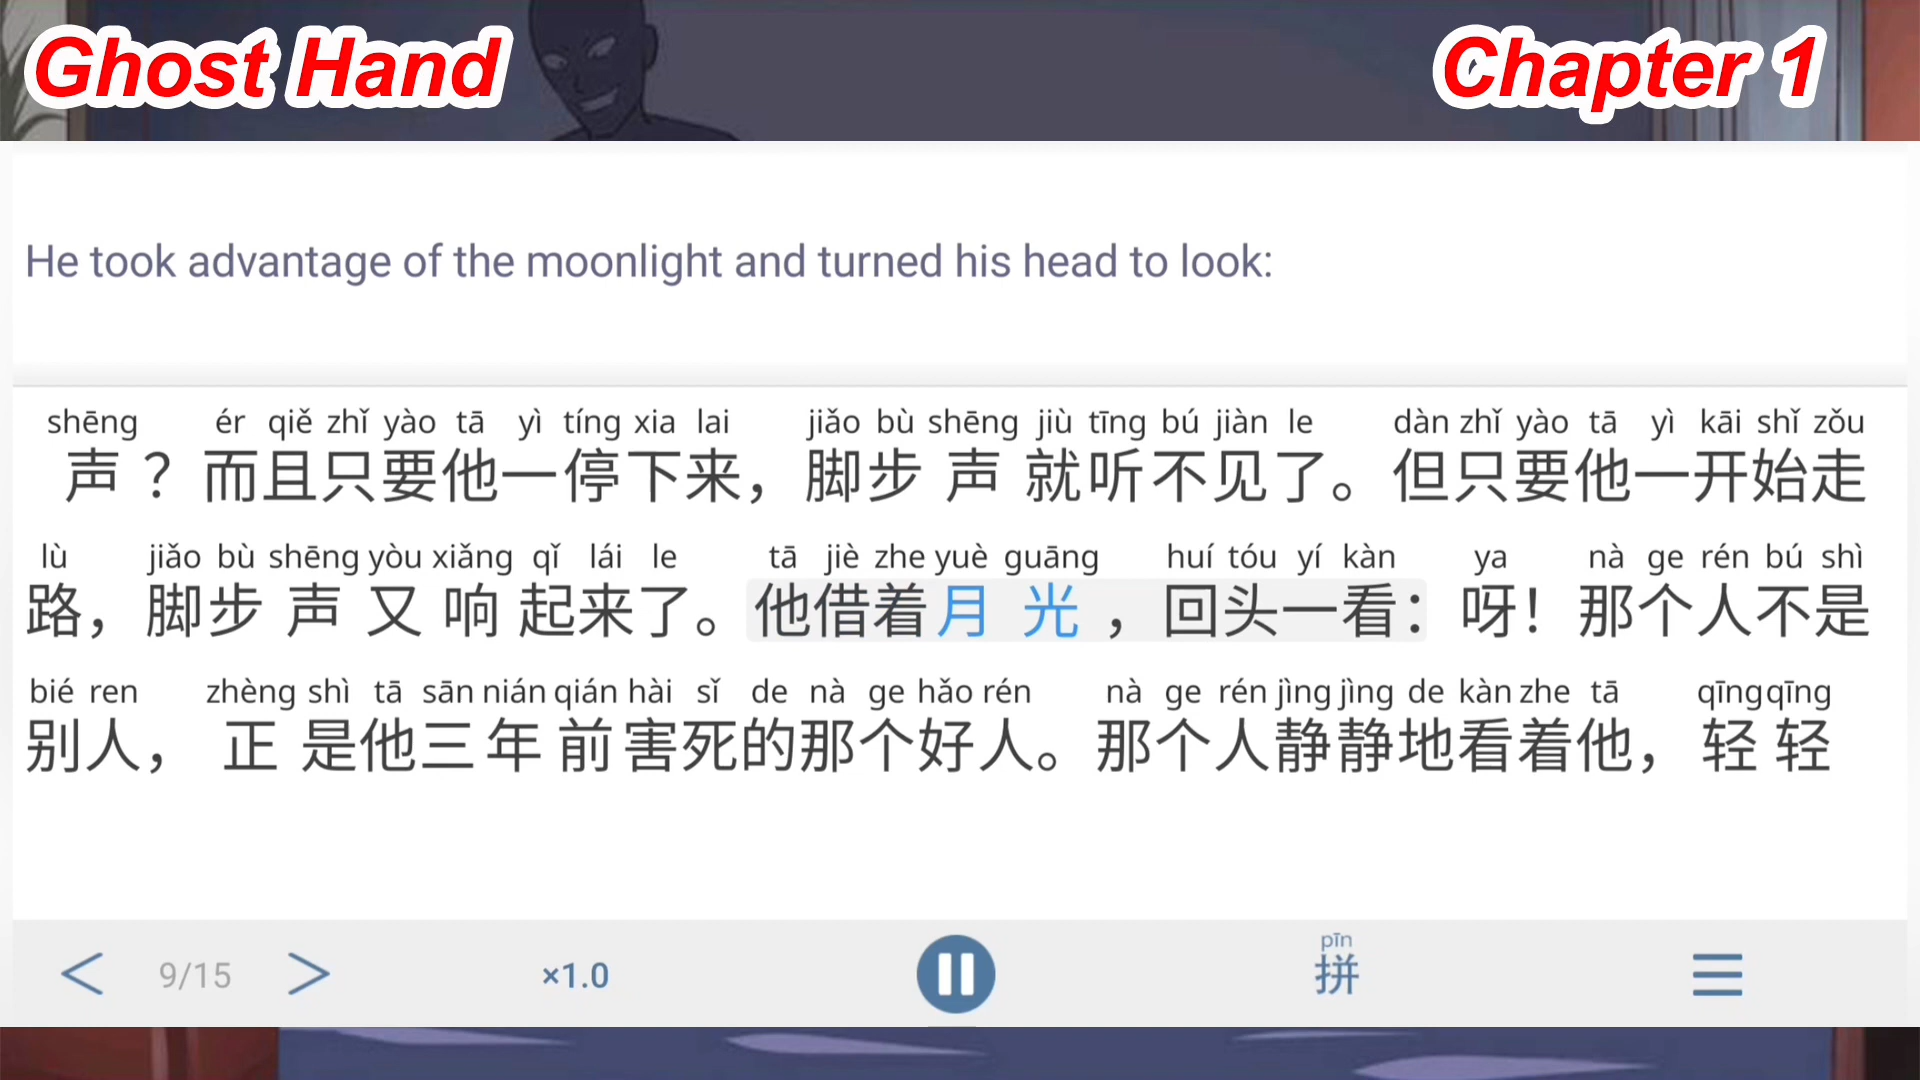 Ghost Hand
Chapter 1
He took advantage of the moonlight and turned his head to look:
shēng ér qiě zhǐ yào tā yì tíng xia lai jiǎo bù shēng jiù tīng bú jiàn le dàn zhǐ yào tā yì kāi shǐ zǒu
声？而且只要他一停下来，脚步声就听不见了。但只要他一开始走
lù jiǎo bù shēng yòu xiǎng qǐ lái le tā jiè zhe yuè guāng huí tóu yí kàn ya nà ge rén bú shì
路，脚步声又响起来了。他借着月光，回头一看：呀！那个人不是
bié ren zhèng shì tā sān nián qián hài sǐ de nà ge hǎo rén nà ge rén jìng jìng de kàn zhe tā qīng qīng
别人，正是他三年前害死的那个好人。那个人静静地看着他，轻轻
< 9/15 >
×1.0
pīn
拼